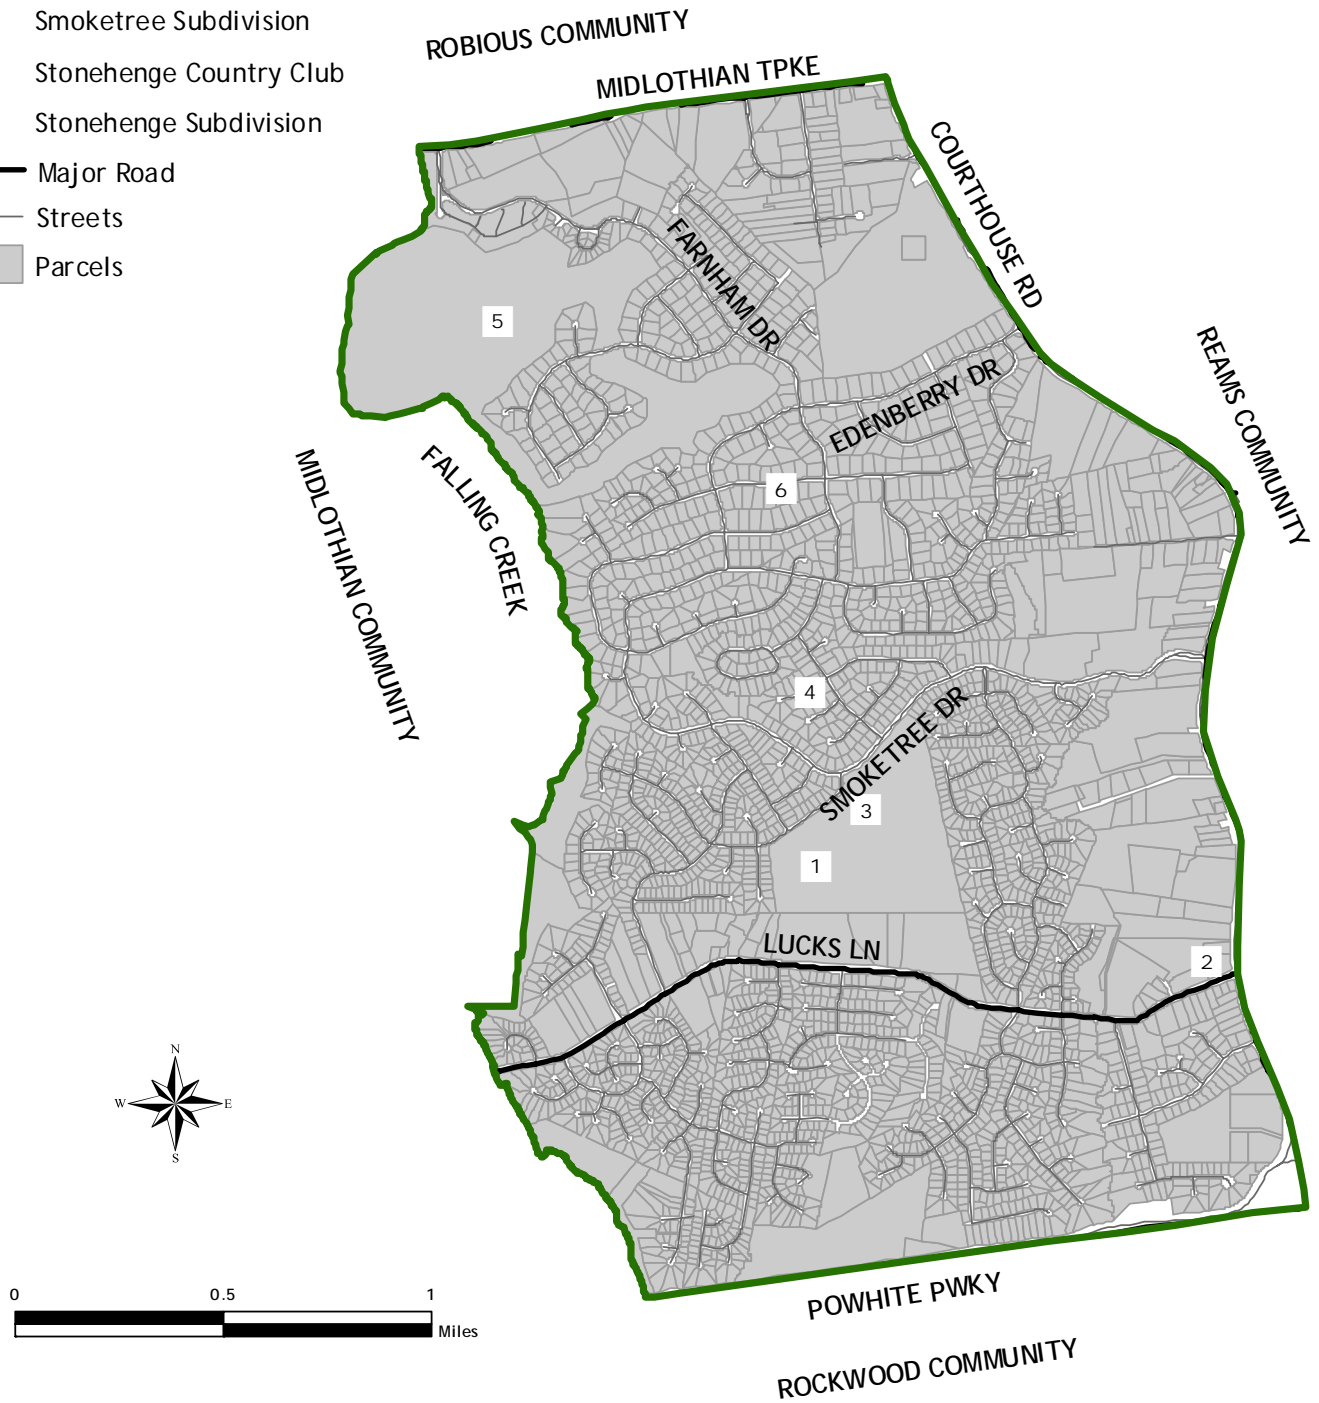 Smoketree Subdivision
Stonehenge Country Club
Stonehenge Subdivision
Major Road
Streets
Parcels
ROBIOUS COMMUNITY
MIDLOTHIAN TPKE
COURTHOUSE RD
REAMS COMMUNITY
FARNHAM DR
5
EDENBERRY DR
6
MIDLOTHIAN COMMUNITY
FALLING CREEK
4
SMOKETREE DR
3
1
LUCKS LN
2
N
W
E
S
0 0.5 1
Miles
POWHITE PWKY
ROCKWOOD COMMUNITY